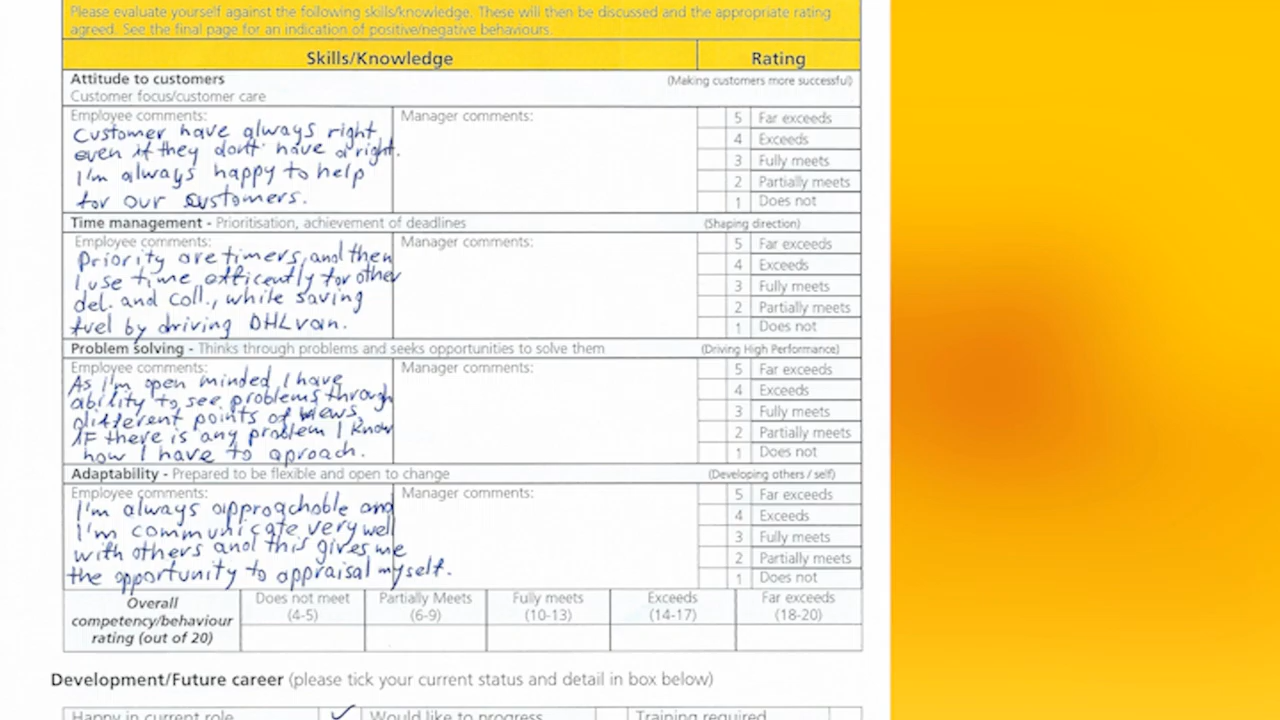 Please evaluate yourself against the following skills/knowledge. These will then be discussed and the appropriate rating
agreed. See the final page for an indication of positive/negative behaviours.
Skills/Knowledge Rating
Attitude to customers (Making customers more successful)
Customer focus/customer care
Employee comments: Manager comments:
Customer have always right
even if they dont have a right.
I'm always happy to help
for our customers.
5 Far exceeds
4 Exceeds
3 Fully meets
2 Partially meets
1 Does not
Time management - Prioritisation, achievement of deadlines (Shaping direction)
Employee comments: Manager comments:
Priority are timers, and then
I use time efficently for other
del. and coll., while saving
fuel by driving DHL van.
5 Far exceeds
4 Exceeds
3 Fully meets
2 Partially meets
1 Does not
Problem solving - Thinks through problems and seeks opportunities to solve them (Driving High Performance)
Employee comments: Manager comments:
As I'm open minded I have
ability to see problems through
different points of views.
IF there is any problem I know
how I have to aproach.
5 Far exceeds
4 Exceeds
3 Fully meets
2 Partially meets
1 Does not
Adaptability - Prepared to be flexible and open to change (Developing others / self)
Employee comments: Manager comments:
I'm always approachable and
I'm communicate very well
with others and this gives me
the opportunity to appraisal myself.
5 Far exceeds
4 Exceeds
3 Fully meets
2 Partially meets
1 Does not
Overall
competency/behaviour
rating (out of 20)
Does not meet Partially Meets Fully meets Exceeds Far exceeds
(4-5) (6-9) (10-13) (14-17) (18-20)
Development/Future career (please tick your current status and detail in box below)
Happy in current role ✓ Would like to progress Training required